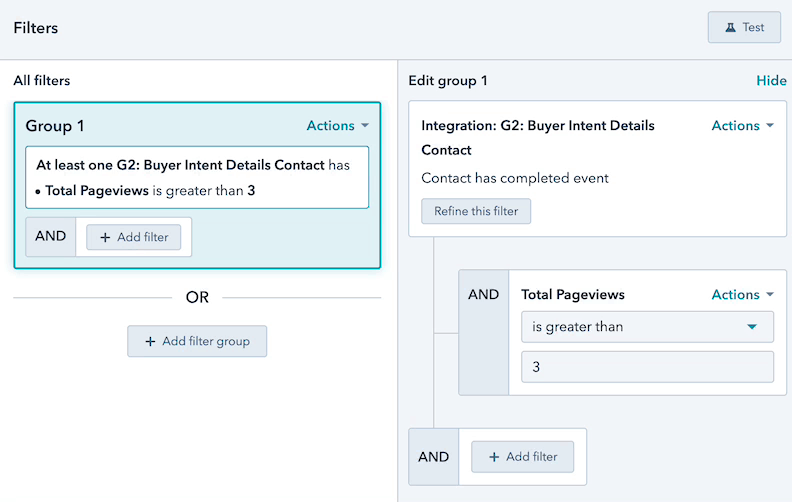 Filters
Test
All filters
Group 1
Actions
At least one G2: Buyer Intent Details Contact has
• Total Pageviews is greater than 3
AND
+ Add filter
OR
+ Add filter group
Edit group 1
Hide
Integration: G2: Buyer Intent Details
Contact
Actions
Contact has completed event
Refine this filter
AND
Total Pageviews
Actions
is greater than
3
AND
+ Add filter